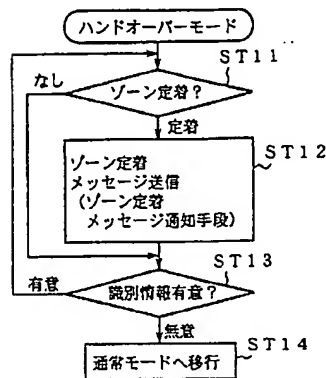 ハンドオーバーモード
ST11
なし
ゾーン定着?
定着
ST12
ゾーン定着
メッセージ送信
(ゾーン定着
メッセージ通知手段)
ST13
有意
識別情報有意?
無意
ST14
通常モードへ移行